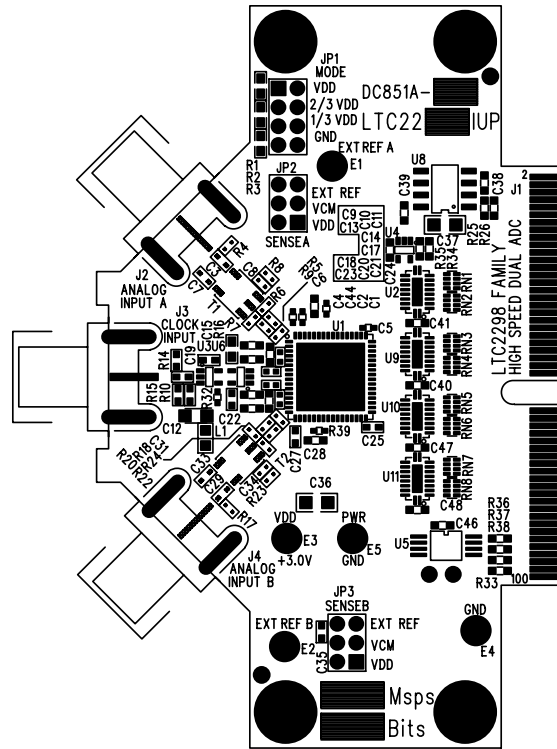 JP1
MODE
VDD
2/3 VDD
1/3 VDD
GND
R1
R2
R3
DC851A-
LTC22 IUP
EXT REF A
E1
JP2
EXT REF
VCM
VDD
SENSEA
U8
C39
C38
J1
2
C9
C10
C11
C13
C14
C17
C18
C20
C21
C23
U4
C24
C37
R25
R26
R35
R34
R4
C3
C7
C8
R8
T1
R6
J2
ANALOG
INPUT A
U2
RN1
RN2
C41
LTC2298 FAMILY
HIGH SPEED DUAL ADC
J3
CLOCK
INPUT
C15
C16
R14
C19
U3
U6
R15
R10
R32
C12
L1
C22
U1
C5
C4
C44
C2
C1
U9
RN3
RN4
C40
U10
RN5
RN6
C47
R39
C25
C27
C28
T2
R18
C31
R20
R24
R22
C33
C29
C34
R23
R17
U11
RN7
RN8
C48
C36
VDD
E3
+3.0V
PWR
E5
GND
U5
C46
R36
R37
R38
R33
100
J4
ANALOG
INPUT B
JP3
SENSEB
EXT REF B
E2
C35
EXT REF
VCM
VDD
GND
E4
Msps
Bits